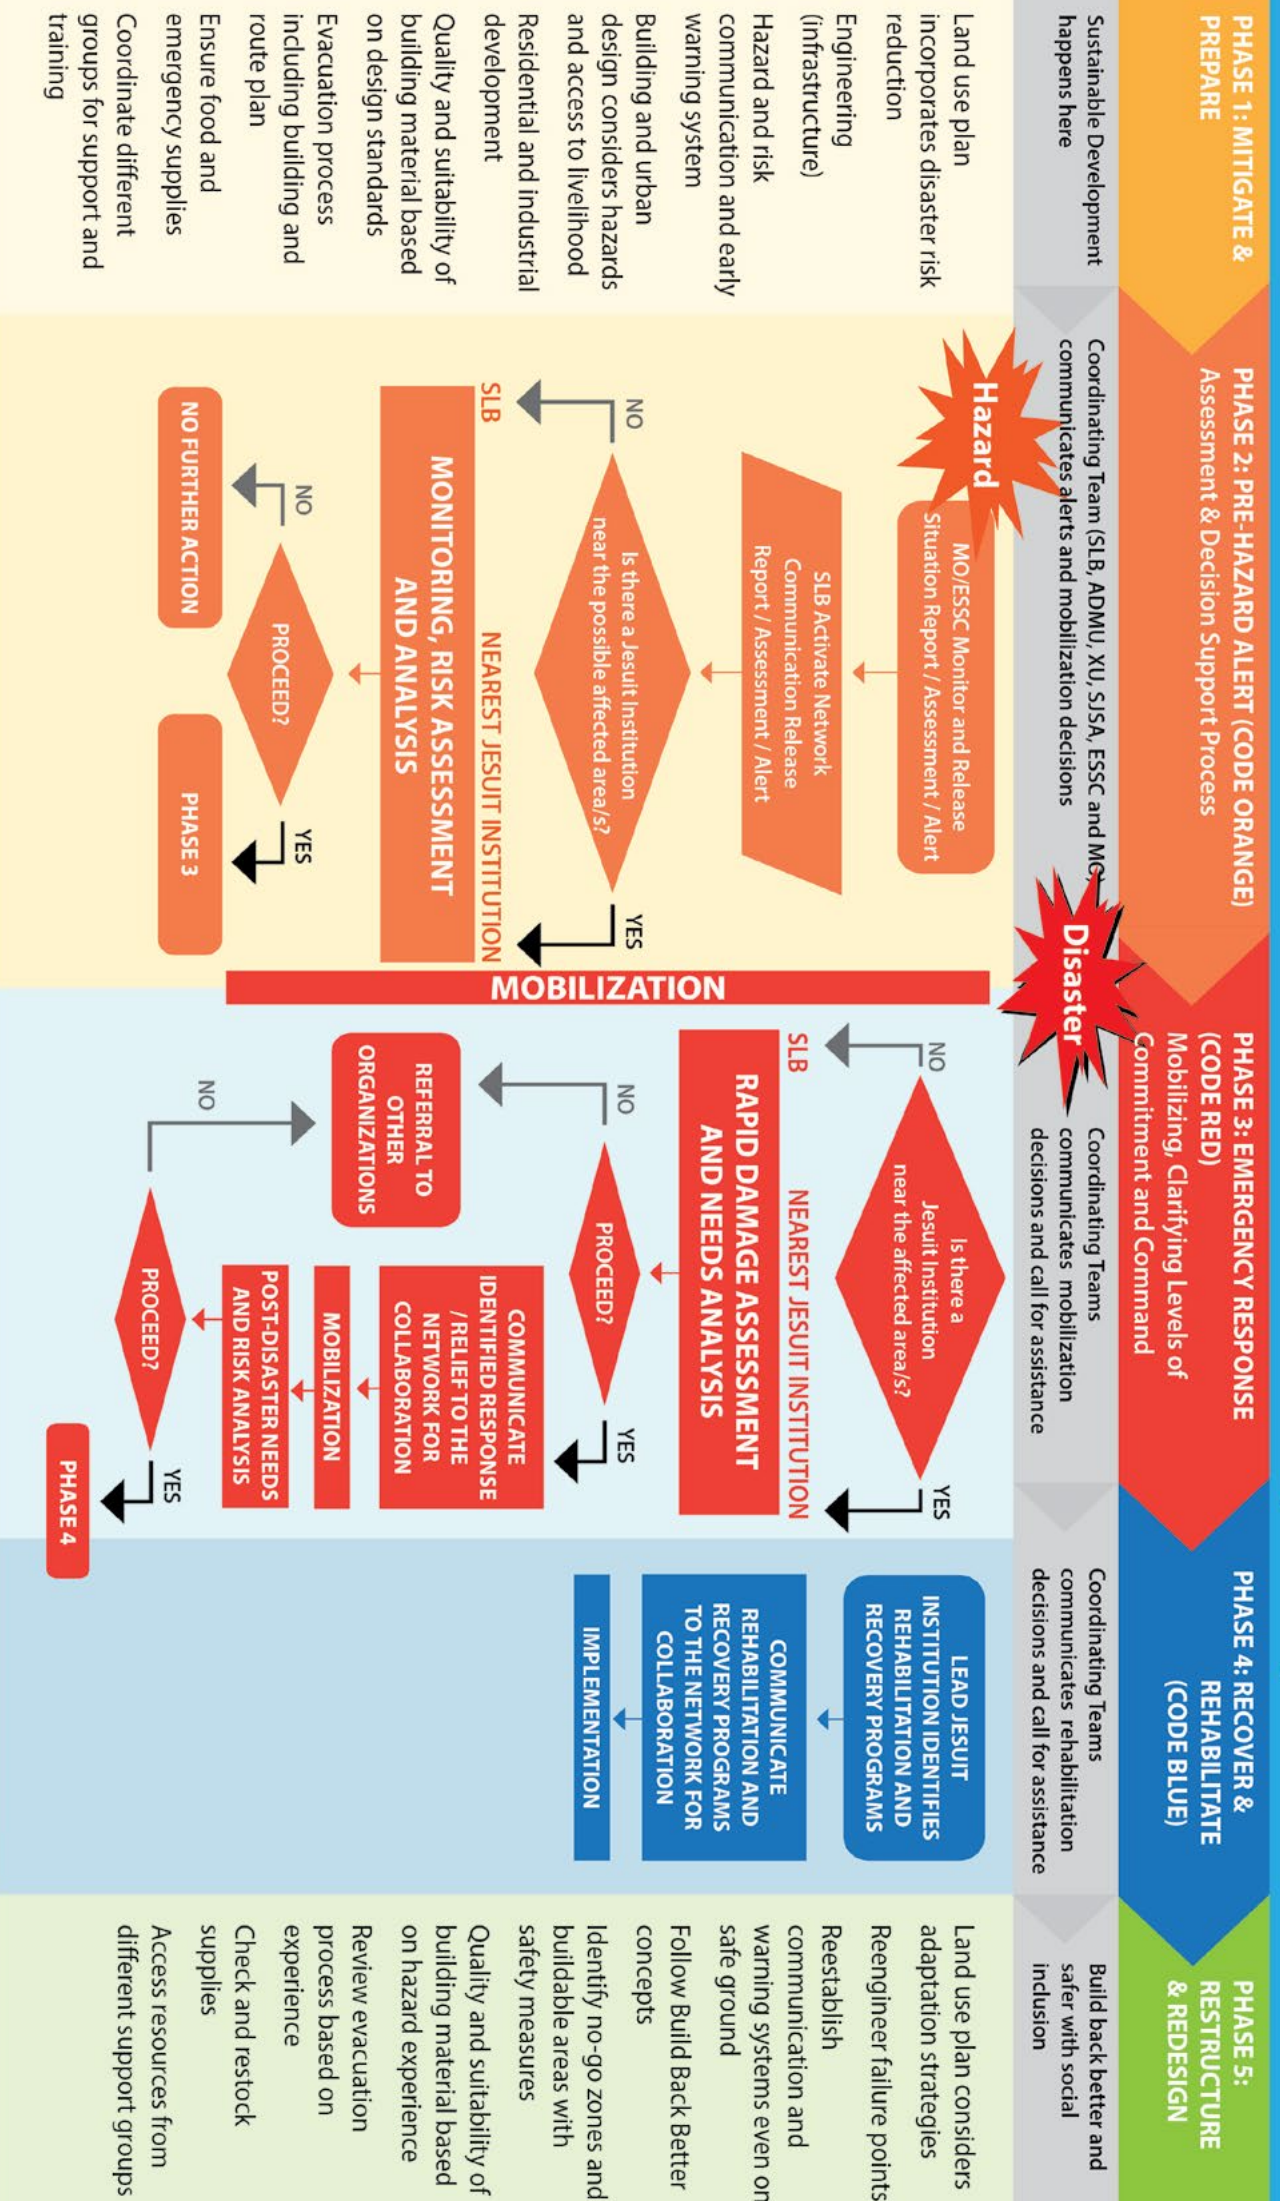 PHASE 1: MITIGATE &
PREPARE
Sustainable Development
happens here
Land use plan
incorporates disaster risk
reduction
Engineering
(infrastructure)
Hazard and risk
communication and early
warning system
Building and urban
design considers hazards
and access to livelihood
Residential and industrial
development
Quality and suitability of
building material based
on design standards
Evacuation process
including building and
route plan
Ensure food and
emergency supplies
Coordinate different
groups for support and
training
PHASE 2: PRE-HAZARD ALERT (CODE ORANGE)
Assessment & Decision Support Process
Coordinating Team (SLB, ADMU, XU, SJSA, ESSC and MO)
communicates alerts and mobilization decisions
Hazard
MO/ESSC Monitor and Release
Situation Report / Assessment / Alert
SLB Activate Network
Communication Release
Report / Assessment / Alert
Is there a Jesuit Institution
near the possible affected area/s?
NO
YES
SLB
NEAREST JESUIT INSTITUTION
MONITORING, RISK ASSESSMENT
AND ANALYSIS
PROCEED?
NO
YES
NO FURTHER ACTION
PHASE 3
Disaster
MOBILIZATION
PHASE 3: EMERGENCY RESPONSE
(CODE RED)
Mobilizing, Clarifying Levels of
Commitment and Command
Coordinating Teams
communicates mobilization
decisions and call for assistance
Is there a
Jesuit Institution
near the affected area/s?
NO
YES
SLB
NEAREST JESUIT INSTITUTION
RAPID DAMAGE ASSESSMENT
AND NEEDS ANALYSIS
PROCEED?
NO
YES
REFERRAL TO
OTHER
ORGANIZATIONS
COMMUNICATE
IDENTIFIED RESPONSE
/ RELIEF TO THE
NETWORK FOR
COLLABORATION
MOBILIZATION
POST-DISASTER NEEDS
AND RISK ANALYSIS
PROCEED?
NO
YES
PHASE 4
PHASE 4: RECOVER &
REHABILITATE
(CODE BLUE)
Coordinating Teams
communicates rehabilitation
decisions and call for assistance
LEAD JESUIT
INSTITUTION IDENTIFIES
REHABILITATION AND
RECOVERY PROGRAMS
COMMUNICATE
REHABILITATION AND
RECOVERY PROGRAMS
TO THE NETWORK FOR
COLLABORATION
IMPLEMENTATION
PHASE 5:
RESTRUCTURE
& REDESIGN
Build back better and
safer with social
inclusion
Land use plan considers
adaptation strategies
Reengineer failure points
Reestablish
communication and
warning systems even on
safe ground
Follow Build Back Better
concepts
Identify no-go zones and
buildable areas with
safety measures
Quality and suitability of
building material based
on hazard experience
Review evacuation
process based on
experience
Check and restock
supplies
Access resources from
different support groups